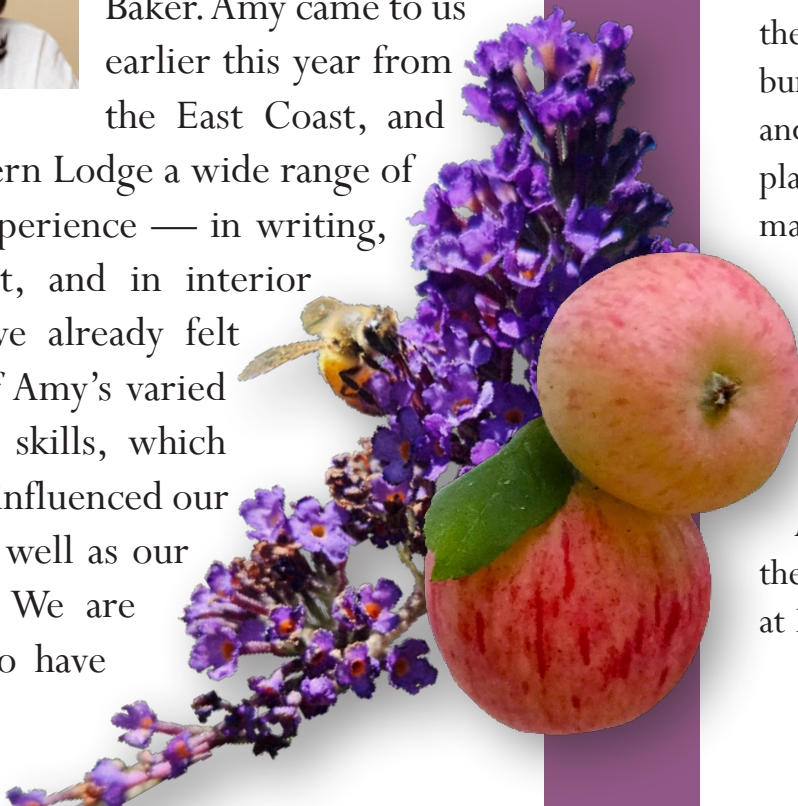 Baker. Amy came to us
earlier this year from
the East Coast, and
ern Lodge a wide range of
perience — in writing,
t, and in interior
ve already felt
f Amy’s varied
skills, which
influenced our
well as our
We are
o have
the
bur
and
pla
ma
the
at